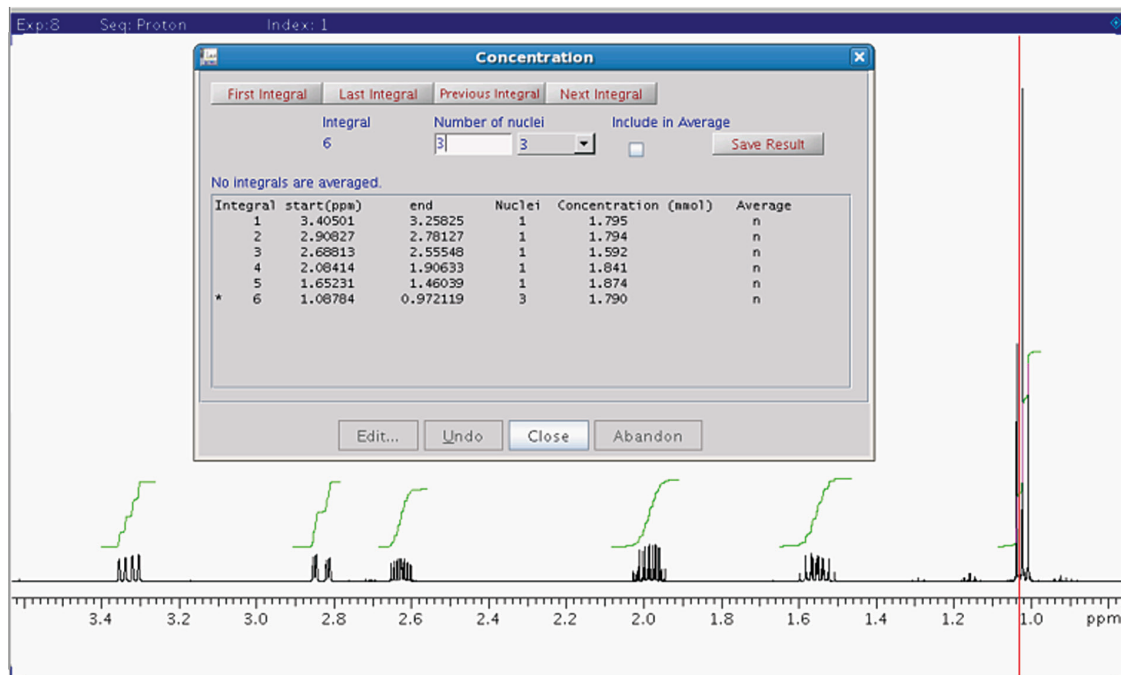 Exp:8 Seq: Proton Index: 1
Concentration
First Integral Last Integral Previous Integral Next Integral
Integral Number of nuclei Include in Average
6 3 3 Save Result
No integrals are averaged.
Integral start(ppm) end Nuclei Concentration (mmol) Average
1 3.40501 3.25825 1 1.795 n
2 2.90827 2.78127 1 1.794 n
3 2.68813 2.55548 1 1.592 n
4 2.08414 1.90633 1 1.841 n
5 1.65231 1.46039 1 1.874 n
* 6 1.08784 0.972119 3 1.790 n
Edit... Undo Close Abandon
3.4 3.2 3.0 2.8 2.6 2.4 2.2 2.0 1.8 1.6 1.4 1.2 1.0 ppm